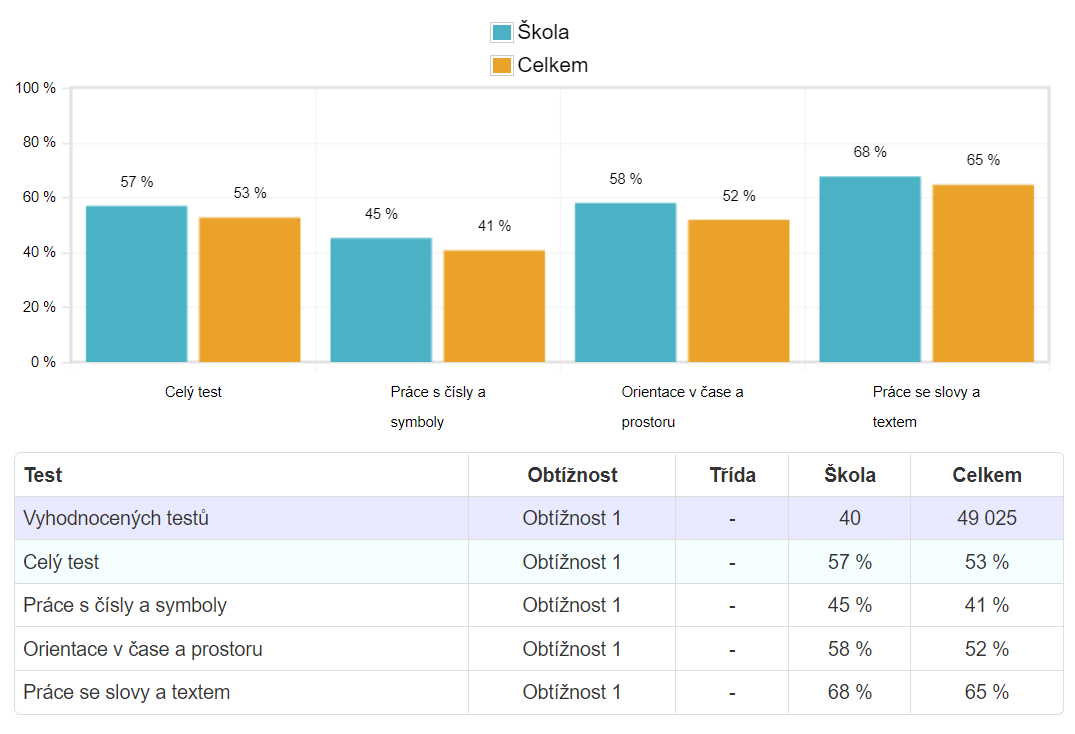 Škola
Celkem
100 %
80 %
60 %
40 %
20 %
0 %
57 %
53 %
45 %
41 %
58 %
52 %
68 %
65 %
Celý test
Práce s čísly a
symboly
Orientace v čase a
prostoru
Práce se slovy a
textem
Test Obtížnost Třída Škola Celkem
Vyhodnocených testů Obtížnost 1 - 40 49 025
Celý test Obtížnost 1 - 57 % 53 %
Práce s čísly a symboly Obtížnost 1 - 45 % 41 %
Orientace v čase a prostoru Obtížnost 1 - 58 % 52 %
Práce se slovy a textem Obtížnost 1 - 68 % 65 %